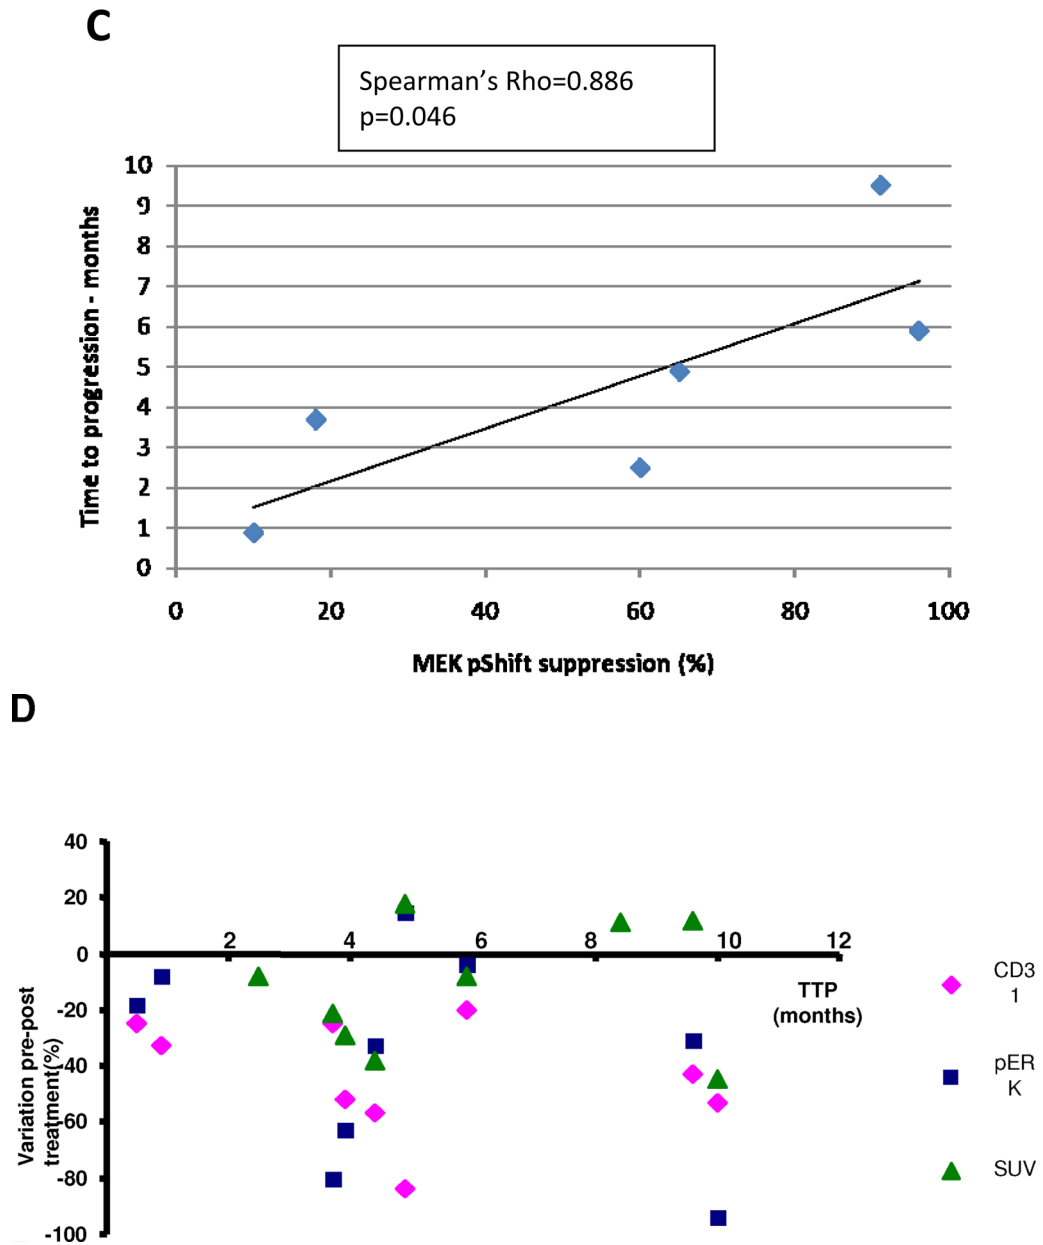 C
Spearman's Rho=0.886
p=0.046
10
9
8
7
6
5
4
3
2
1
0
Time to progression - months
0 20 40 60 80 100
MEK pShift suppression (%)
D
40
20
0
-20
-40
-60
-80
-100
Variation pre-post
treatment(%)
2 4 6 8 10 12
TTP
(months)
CD3
1
pER
K
SUV